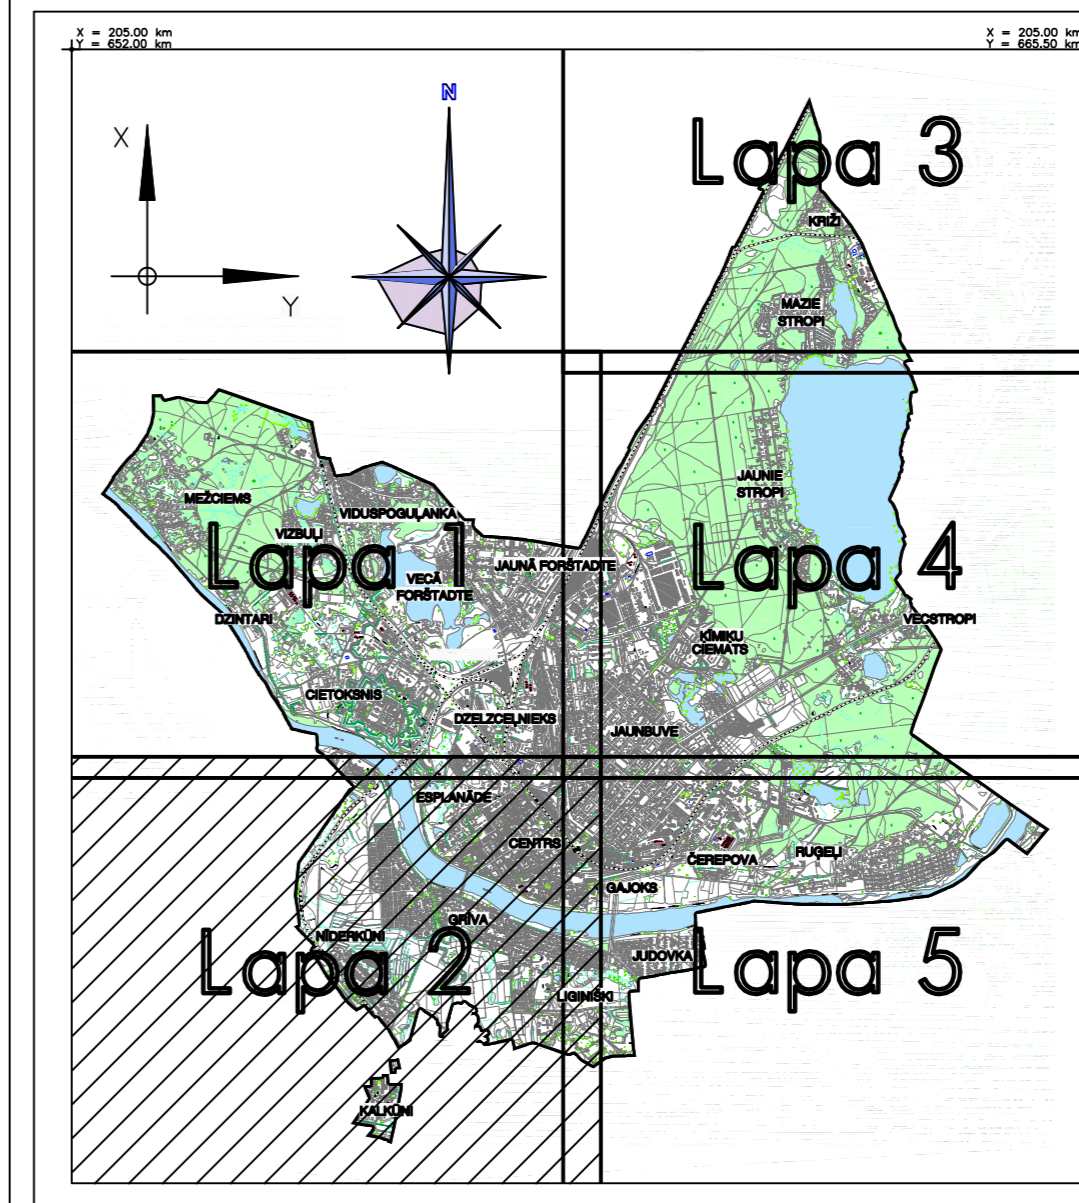 X = 205.00 km
Y = 652.00 km
X = 205.00 km
Y = 665.50 km
N
X
Y
Lapa 3
KRIŽI
MAZIE
STROPI
MEŽCIEMS
VIZBUĻI
VIDUSPOGUĻANKA
JAUNIE
STROPI
Lapa 1
VECĀ
FORŠTADTE
JAUNĀ FORŠTADTE
Lapa 4
DZINTARI
VECSTROPI
ĶĪMIĶU
CIEMATS
CIETOKSNIS
DZELZCEĻNIEKS
JAUNBUVE
ESPLANĀDE
CENTRS
ČEREPOVA
RUĢEĻI
GAJOKS
GRĪVA
NĪDERKŪNI
Lapa 2
JUDOVKA
Lapa 5
LIGINIŠKI
KALKŪNI